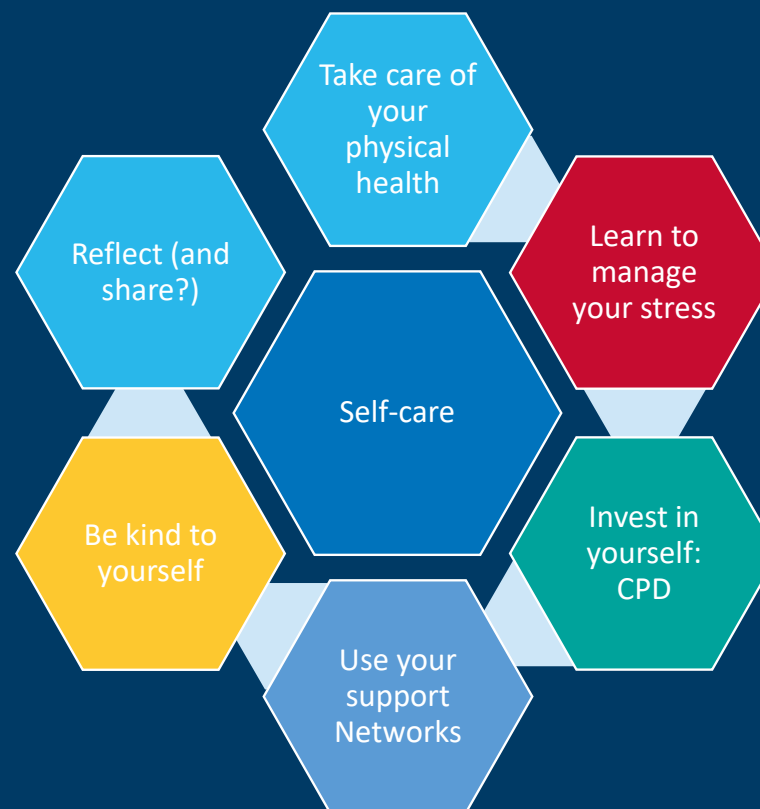 Take care of
your
physical
health
Learn to
manage
your stress
Invest in
yourself:
CPD
Use your
support
Networks
Be kind to
yourself
Reflect (and
share?)
Self-care